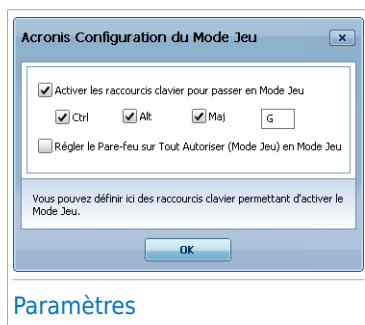 Acronis Configuration du Mode Jeu
Activer les raccourcis clavier pour passer en Mode Jeu
Ctrl Alt Maj G
Régler le Pare-feu sur Tout Autoriser (Mode Jeu) en Mode Jeu
Vous pouvez définir ici des raccourcis clavier permettant d'activer le
Mode Jeu.
OK
Paramètres